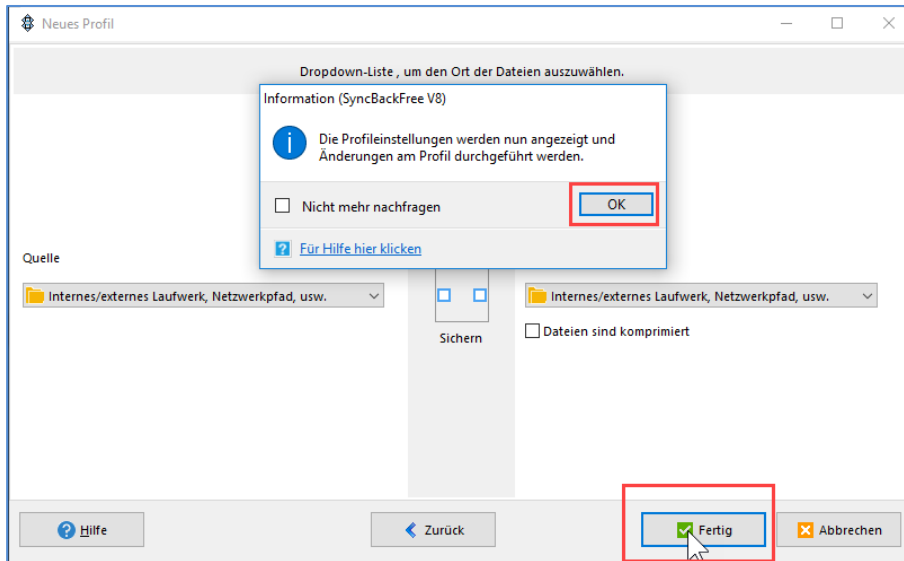 Neues Profil
Dropdown-Liste , um den Ort der Dateien auszuwählen.
Information (SyncBackFree V8)
Die Profileinstellungen werden nun angezeigt und
Änderungen am Profil durchgeführt werden.
Nicht mehr nachfragen
OK
Für Hilfe hier klicken
Quelle
Internes/externes Laufwerk, Netzwerkpfad, usw.
Sichern
Internes/externes Laufwerk, Netzwerkpfad, usw.
Dateien sind komprimiert
Hilfe
Zurück
Fertig
Abbrechen